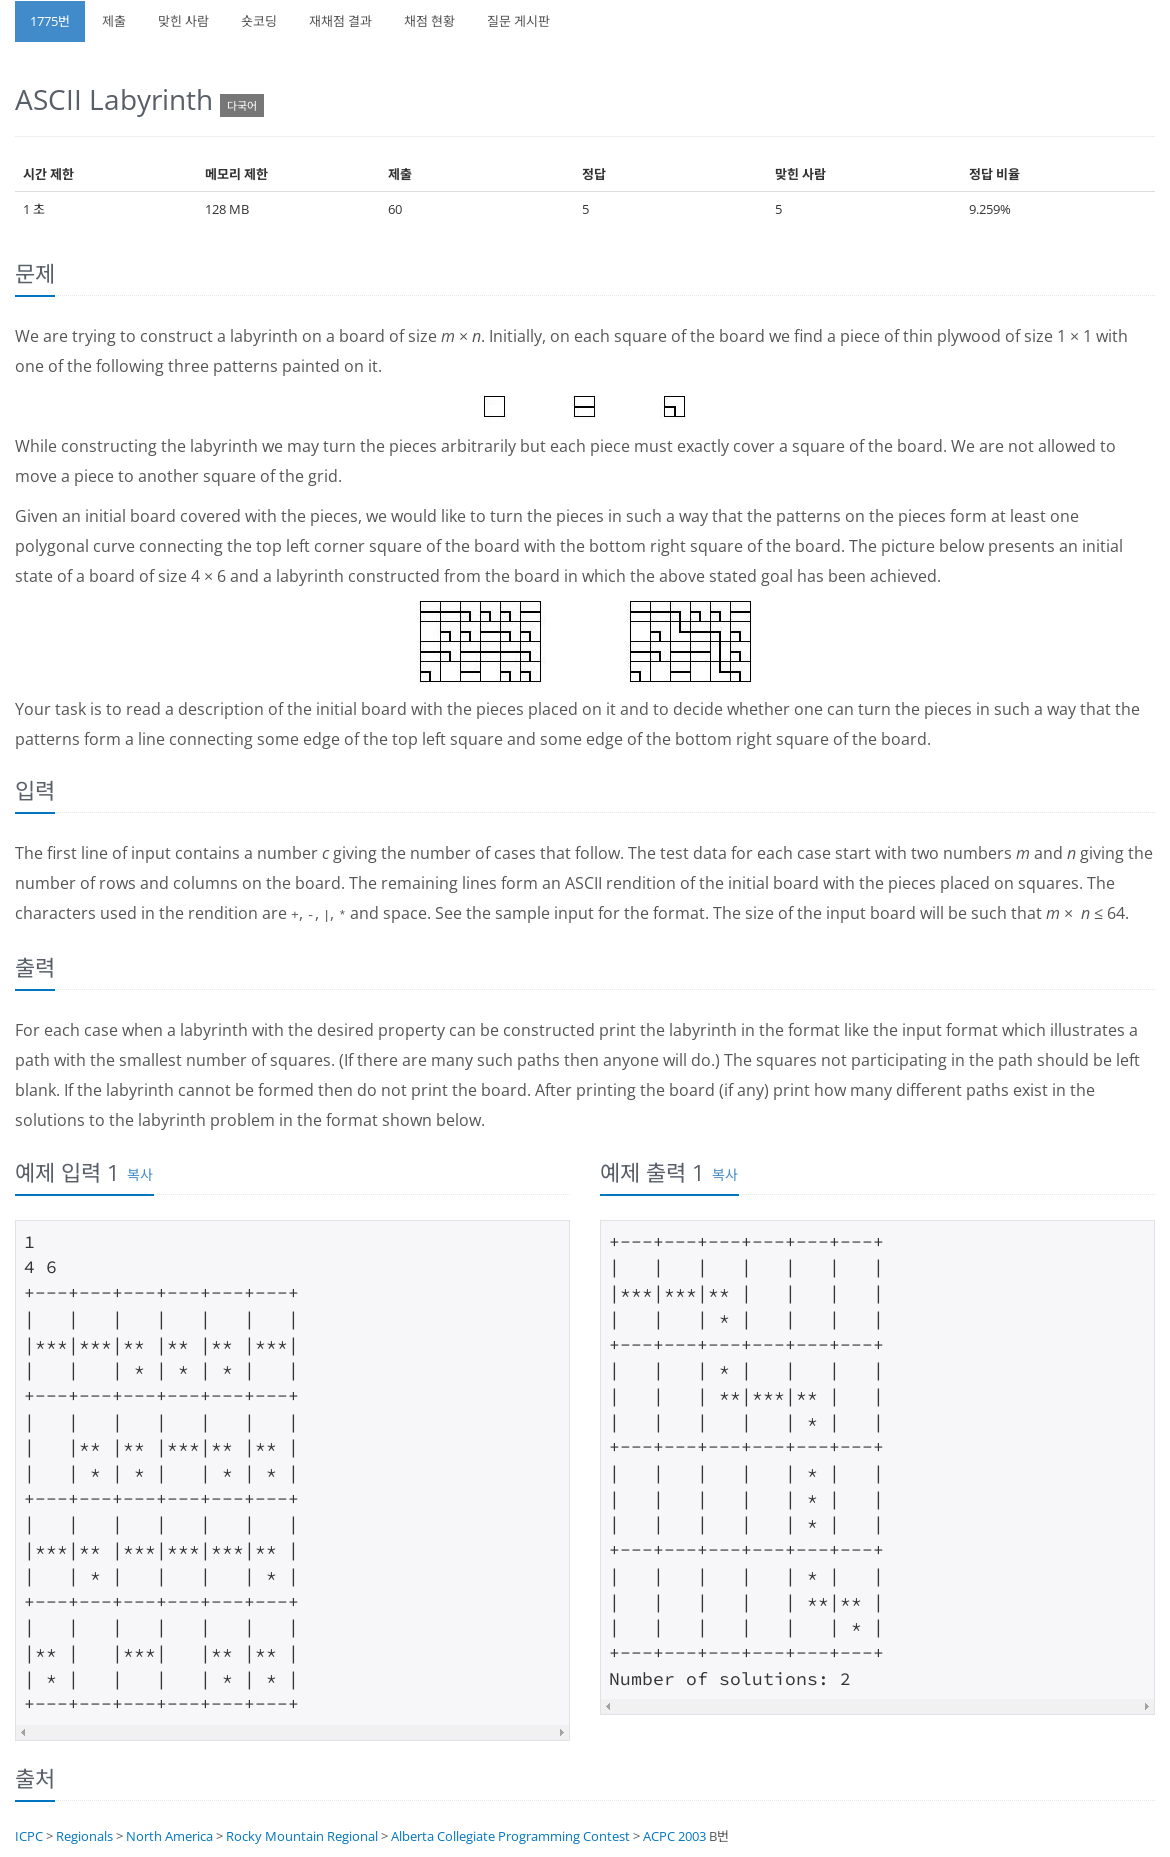 1775번 제출 맞힌 사람 숏코딩 재채점 결과 채점 현황 질문 게시판
ASCII Labyrinth 다국어
시간 제한 메모리 제한 제출 정답 맞힌 사람 정답 비율
1 초 128 MB 60 5 5 9.259%
문제
We are trying to construct a labyrinth on a board of size m × n. Initially, on each square of the board we find a piece of thin plywood of size 1 × 1 with
one of the following three patterns painted on it.
While constructing the labyrinth we may turn the pieces arbitrarily but each piece must exactly cover a square of the board. We are not allowed to
move a piece to another square of the grid.
Given an initial board covered with the pieces, we would like to turn the pieces in such a way that the patterns on the pieces form at least one
polygonal curve connecting the top left corner square of the board with the bottom right square of the board. The picture below presents an initial
state of a board of size 4 × 6 and a labyrinth constructed from the board in which the above stated goal has been achieved.
Your task is to read a description of the initial board with the pieces placed on it and to decide whether one can turn the pieces in such a way that the
patterns form a line connecting some edge of the top left square and some edge of the bottom right square of the board.
입력
The first line of input contains a number c giving the number of cases that follow. The test data for each case start with two numbers m and n giving the
number of rows and columns on the board. The remaining lines form an ASCII rendition of the initial board with the pieces placed on squares. The
characters used in the rendition are +, -, |, * and space. See the sample input for the format. The size of the input board will be such that m × n ≤ 64.
출력
For each case when a labyrinth with the desired property can be constructed print the labyrinth in the format like the input format which illustrates a
path with the smallest number of squares. (If there are many such paths then anyone will do.) The squares not participating in the path should be left
blank. If the labyrinth cannot be formed then do not print the board. After printing the board (if any) print how many different paths exist in the
solutions to the labyrinth problem in the format shown below.
예제 입력 1 복사
1
4 6
+---+---+---+---+---+---+
|   |   |   |   |   |   |
|***|***|** |** |** |***|
|   |   | * | * | * |   |
+---+---+---+---+---+---+
|   |   |   |   |   |   |
|   |** |** |***|** |** |
|   | * | * |   | * | * |
+---+---+---+---+---+---+
|   |   |   |   |   |   |
|***|** |***|***|***|** |
|   | * |   |   |   | * |
+---+---+---+---+---+---+
|   |   |   |   |   |   |
|** |   |***|   |** |** |
| * |   |   |   | * | * |
+---+---+---+---+---+---+
예제 출력 1 복사
+---+---+---+---+---+---+
|   |   |   |   |   |   |
|***|***|** |   |   |   |
|   |   | * |   |   |   |
+---+---+---+---+---+---+
|   |   | * |   |   |   |
|   |   | **|***|** |   |
|   |   |   |   | * |   |
+---+---+---+---+---+---+
|   |   |   |   | * |   |
|   |   |   |   | * |   |
|   |   |   |   | * |   |
+---+---+---+---+---+---+
|   |   |   |   | * |   |
|   |   |   |   | **|** |
|   |   |   |   |   | * |
+---+---+---+---+---+---+
Number of solutions: 2
출처
ICPC > Regionals > North America > Rocky Mountain Regional > Alberta Collegiate Programming Contest > ACPC 2003 B번